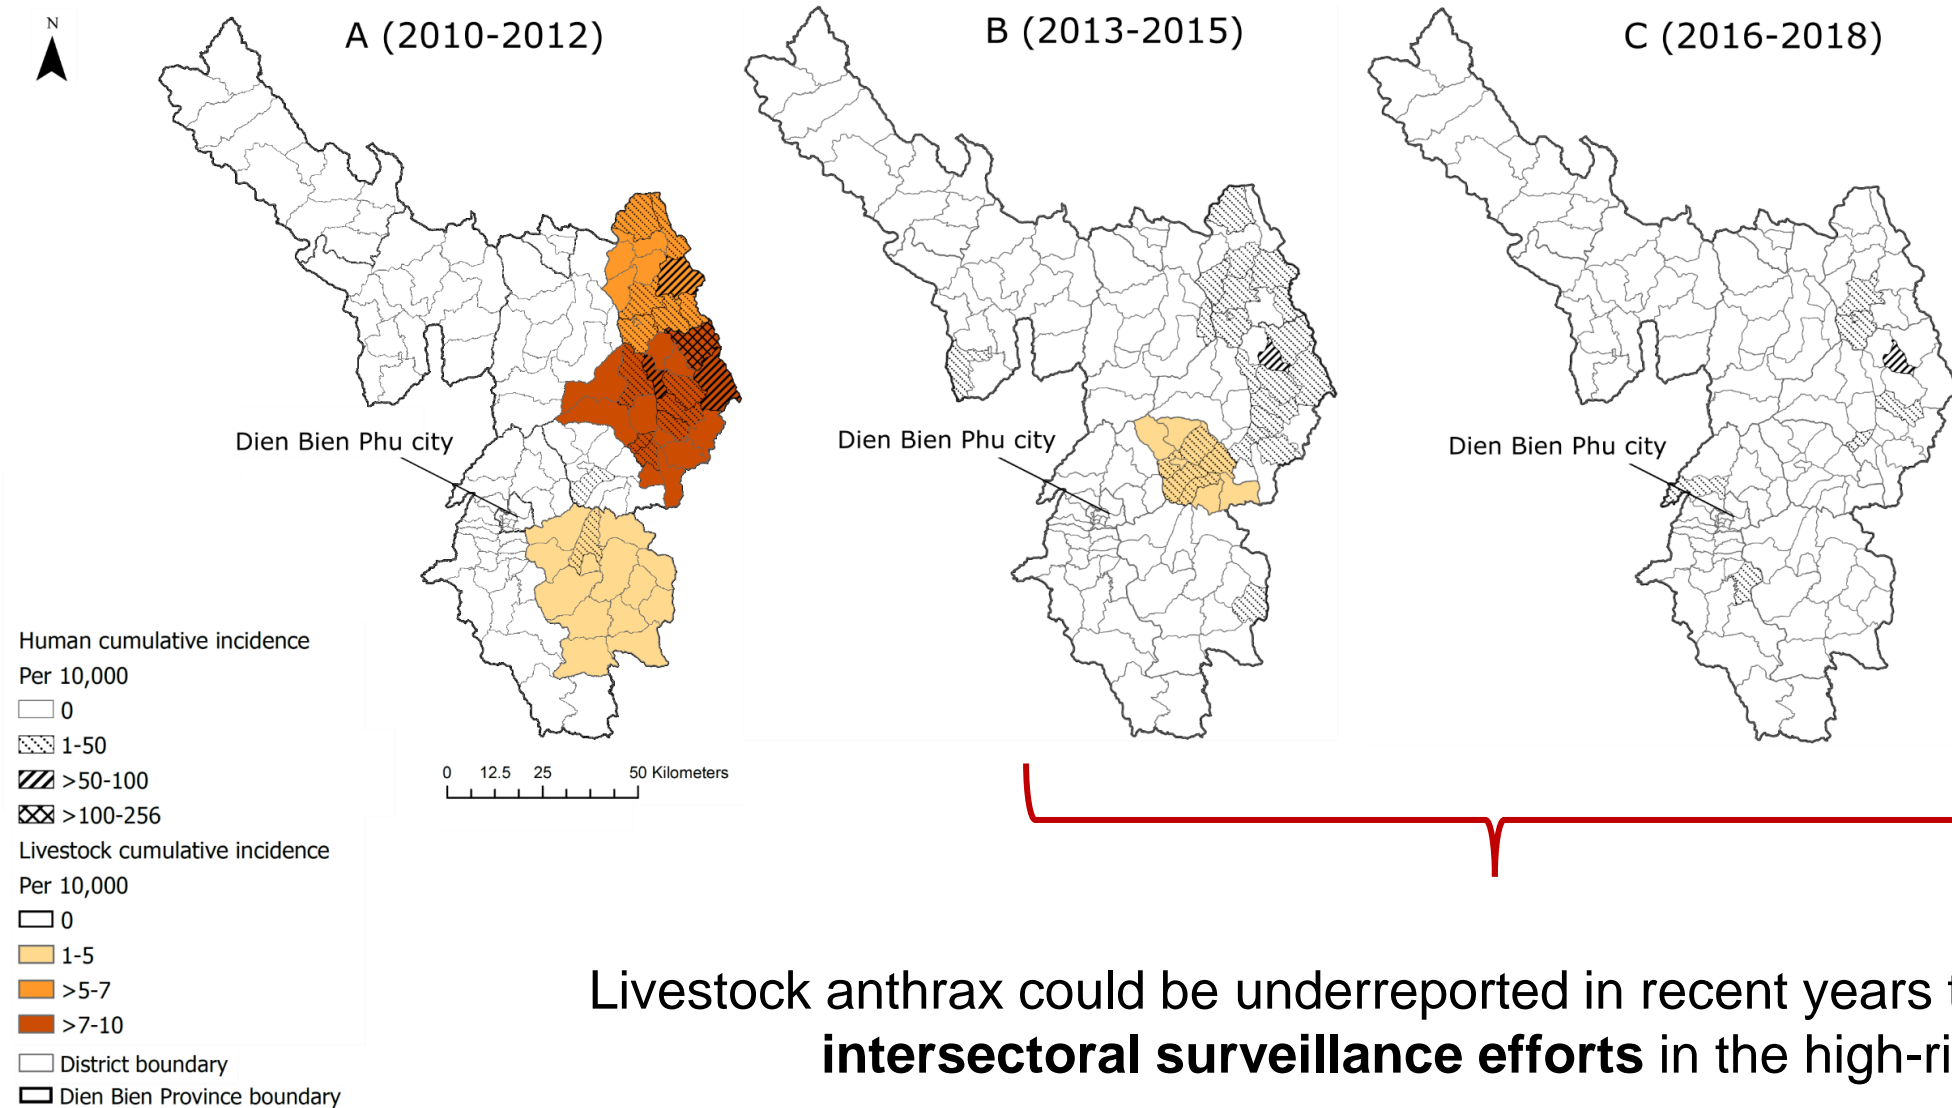 N
A (2010-2012)
B (2013-2015)
C (2016-2018)
Dien Bien Phu city
Dien Bien Phu city
Dien Bien Phu city
Human cumulative incidence
Per 10,000
0
1-50
>50-100
>100-256
Livestock cumulative incidence
Per 10,000
0
1-5
>5-7
>7-10
District boundary
Dien Bien Province boundary
0 12.5 25 50 Kilometers
Livestock anthrax could be underreported in recent years
intersectoral surveillance efforts in the